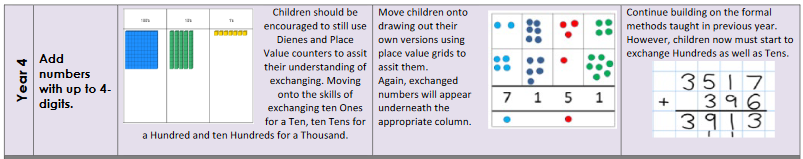 Year 4
Add
numbers
with up to 4-
digits.
100s 10s 1s
Children should be
encouraged to still use
Dienes and Place
Value counters to assit
their understanding of
exchanging. Moving
onto the skills of
exchanging ten Ones
for a Ten, ten Tens for
a Hundred and ten Hundreds for a Thousand.
Move children onto
drawing out their
own versions using
place value grids to
assit them.
Again, exchanged
numbers will appear
underneath the
appropriate column.
7 1 5 1
Continue building on the formal
methods taught in previous year.
However, children now must start to
exchange Hundreds as well as Tens.
3517
+ 396
3913
1 1